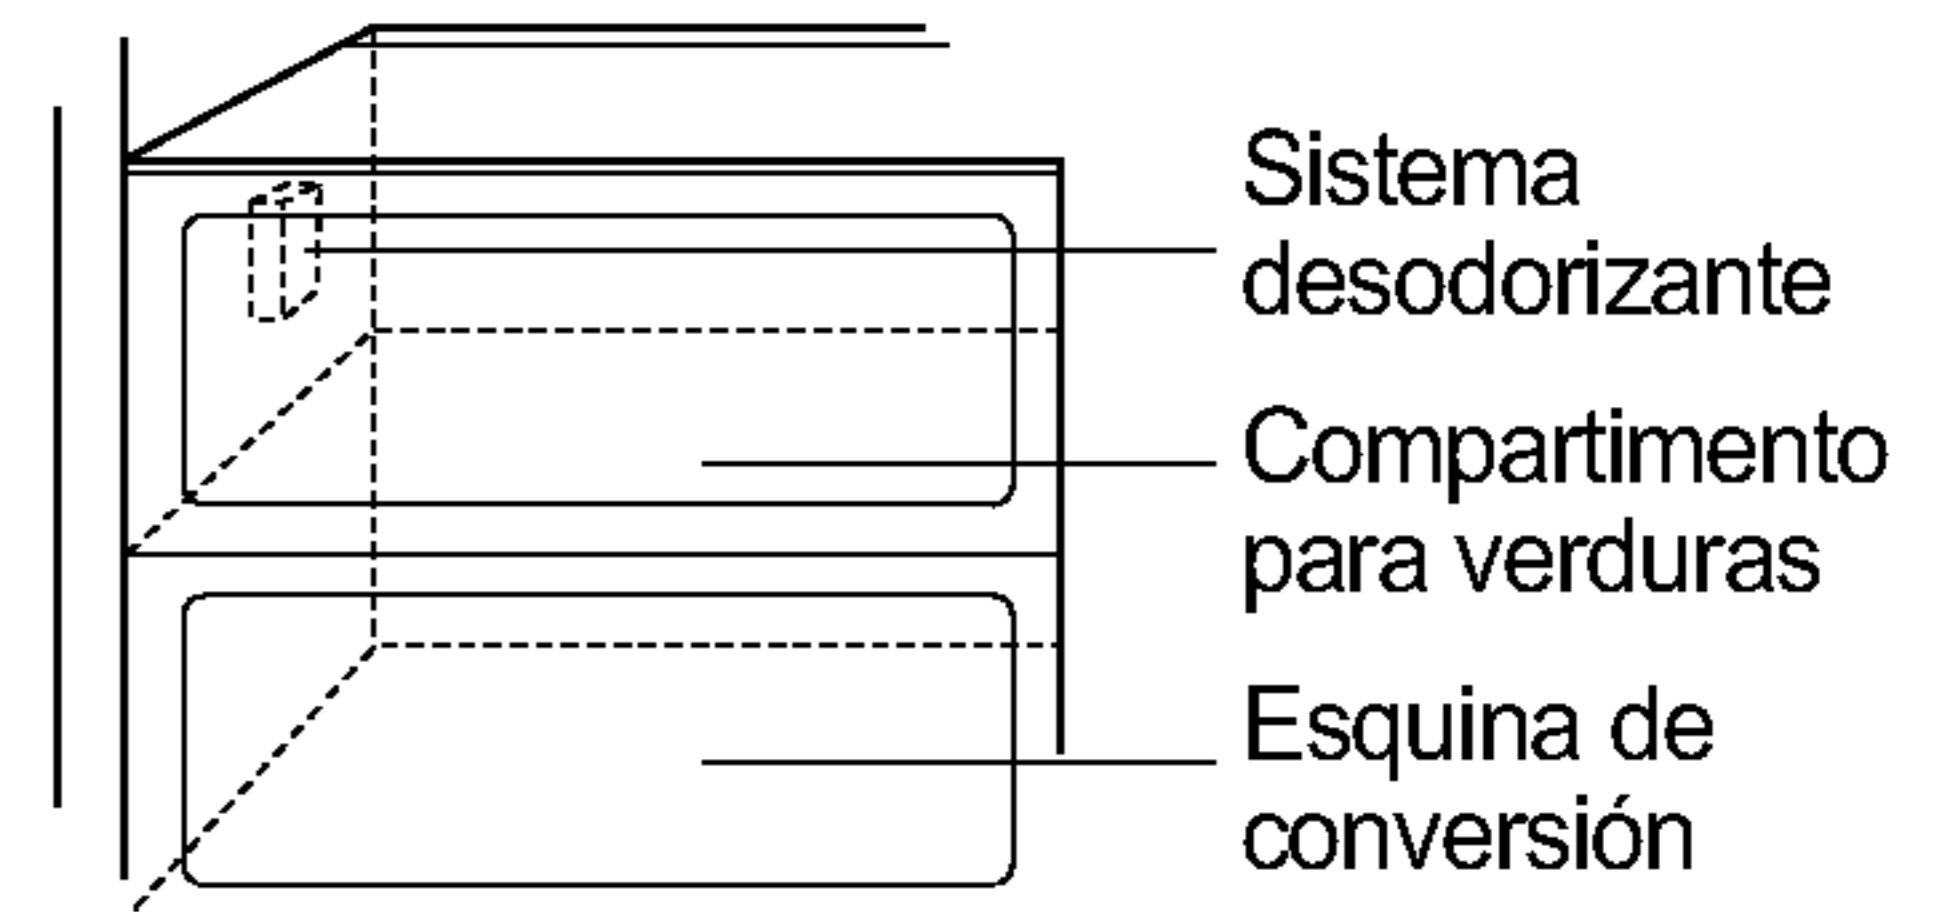 Sistema
desodorizante
Compartimento
para verduras
Esquina de
conversión